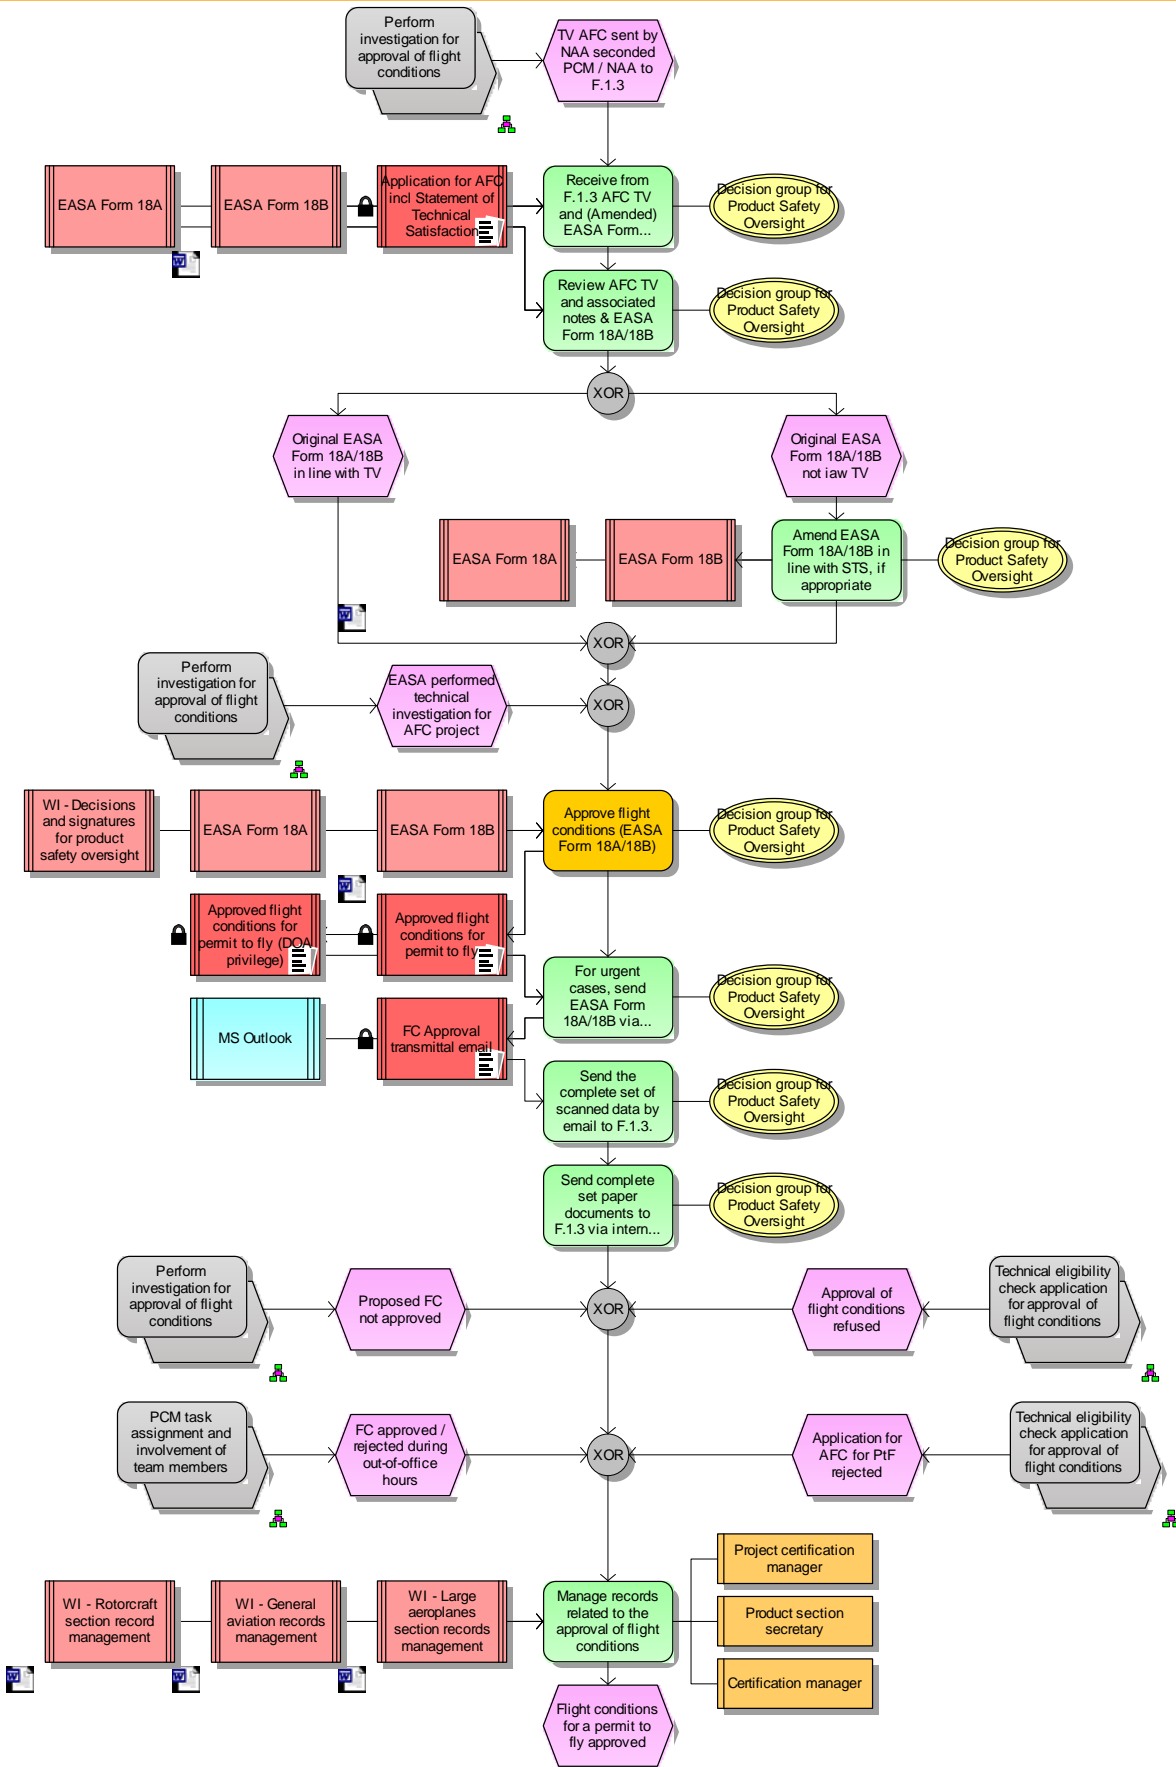 Perform
investigation for
approval of flight
conditions
TV AFC sent by
NAA seconded
PCM / NAA to
F.1.3
EASA Form 18A
EASA Form 18B
Application for AFC
incl Statement of
Technical
Satisfaction
Receive from
F.1.3 AFC TV
and (Amended)
EASA Form...
Decision group for
Product Safety
Oversight
Review AFC TV
and associated
notes & EASA
Form 18A/18B
Decision group for
Product Safety
Oversight
XOR
Original EASA
Form 18A/18B
in line with TV
Original EASA
Form 18A/18B
not iaw TV
EASA Form 18A
EASA Form 18B
Amend EASA
Form 18A/18B in
line with STS, if
appropriate
Decision group for
Product Safety
Oversight
XOR
Perform
investigation for
approval of flight
conditions
EASA performed
technical
investigation for
AFC project
XOR
WI - Decisions
and signatures
for product
safety oversight
EASA Form 18A
EASA Form 18B
Approve flight
conditions (EASA
Form 18A/18B)
Decision group for
Product Safety
Oversight
Approved flight
conditions for
permit to fly (DOA
privilege)
Approved flight
conditions for
permit to fly
For urgent
cases, send
EASA Form
18A/18B via...
Decision group for
Product Safety
Oversight
MS Outlook
FC Approval
transmittal email
Send the
complete set of
scanned data by
email to F.1.3.
Decision group for
Product Safety
Oversight
Send complete
set paper
documents to
F.1.3 via intern...
Decision group for
Product Safety
Oversight
Perform
investigation for
approval of flight
conditions
Proposed FC
not approved
XOR
Approval of
flight conditions
refused
Technical eligibility
check application
for approval of
flight conditions
PCM task
assignment and
involvement of
team members
FC approved /
rejected during
out-of-office
hours
XOR
Application for
AFC for PtF
rejected
Technical eligibility
check application
for approval of
flight conditions
WI - Rotorcraft
section record
management
WI - General
aviation records
management
WI - Large
aeroplanes
section records
management
Manage records
related to the
approval of flight
conditions
Project certification
manager
Product section
secretary
Certification manager
Flight conditions
for a permit to
fly approved